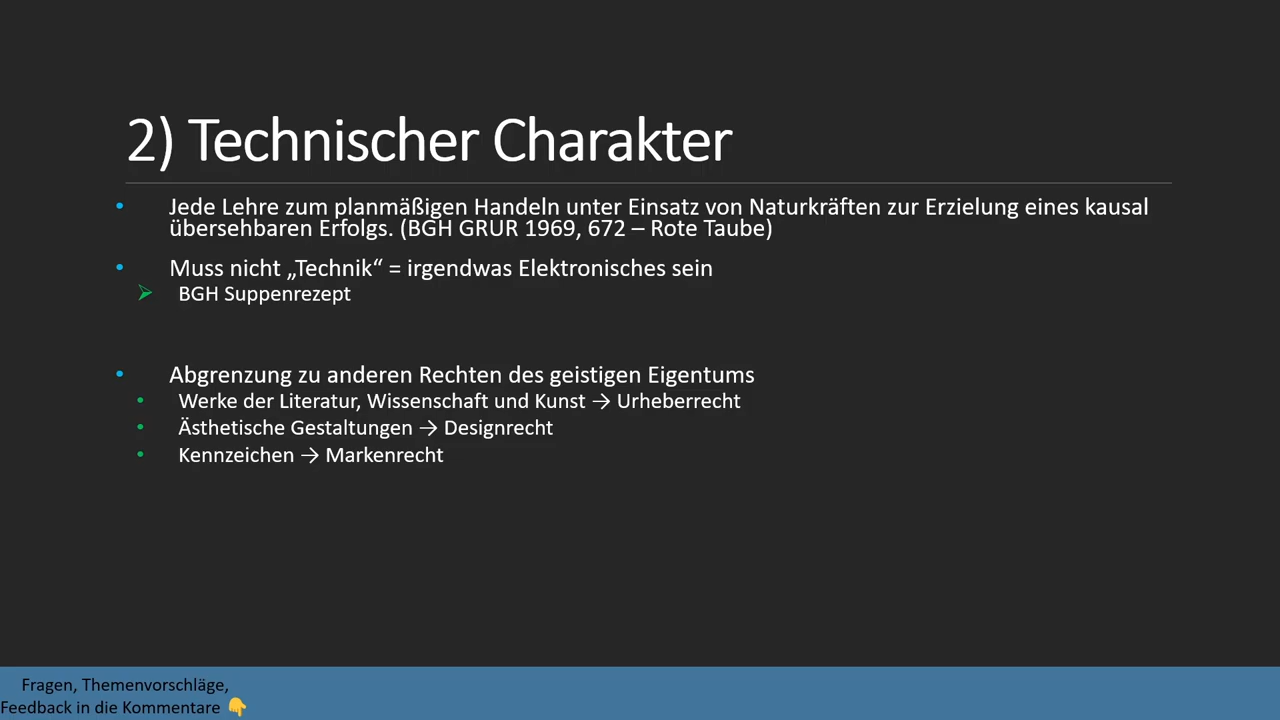 2) Technischer Charakter
• Jede Lehre zum planmäßigen Handeln unter Einsatz von Naturkräften zur Erzielung eines kausal
übersehbaren Erfolgs. (BGH GRUR 1969, 672 – Rote Taube)
• Muss nicht „Technik“ = irgendwas Elektronisches sein
➢ BGH Suppenrezept
• Abgrenzung zu anderen Rechten des geistigen Eigentums
• Werke der Literatur, Wissenschaft und Kunst → Urheberrecht
• Ästhetische Gestaltungen → Designrecht
• Kennzeichen → Markenrecht
Fragen, Themenvorschläge,
Feedback in die Kommentare 👇